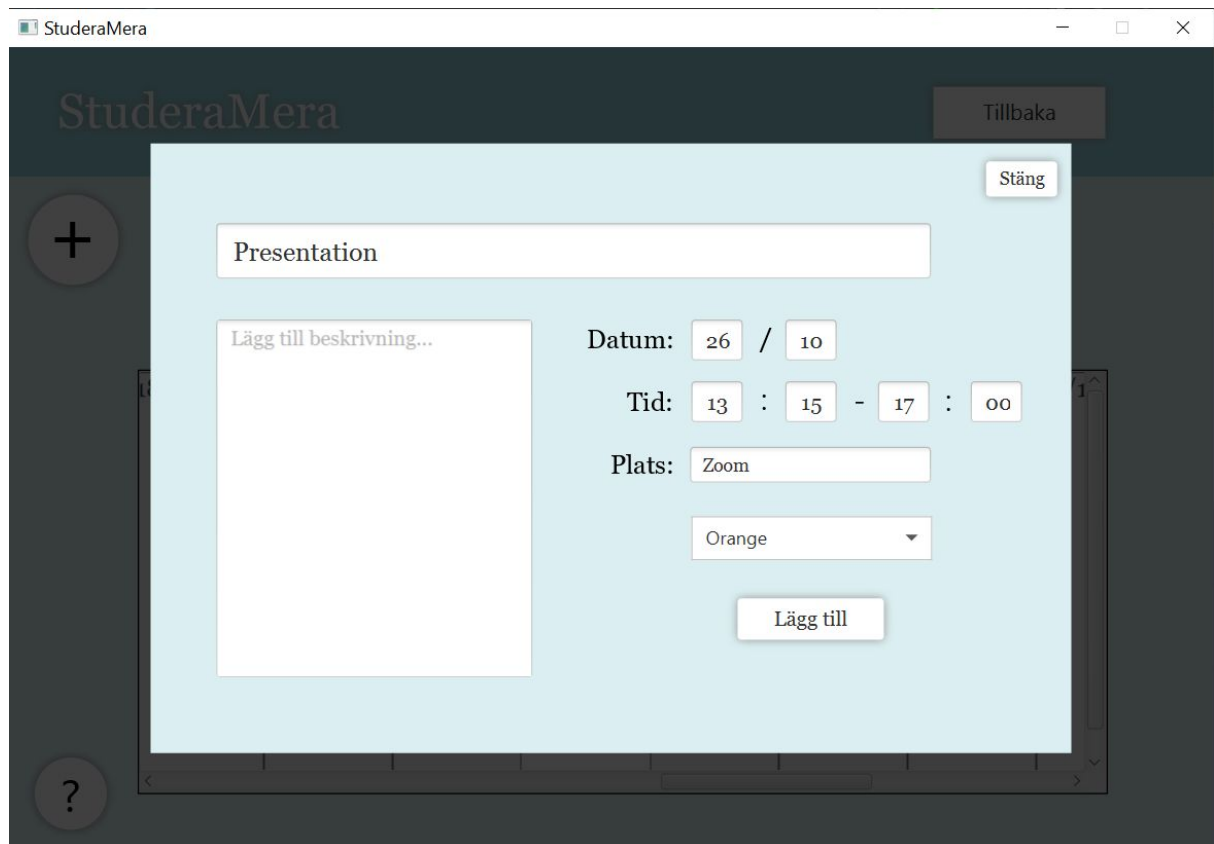 StuderaMera
StuderaMera
Tillbaka
Stäng
+
Presentation
Lägg till beskrivning...
Datum: 26 / 10
Tid: 13 : 15 - 17 : 00
Plats: Zoom
Orange
Lägg till
?